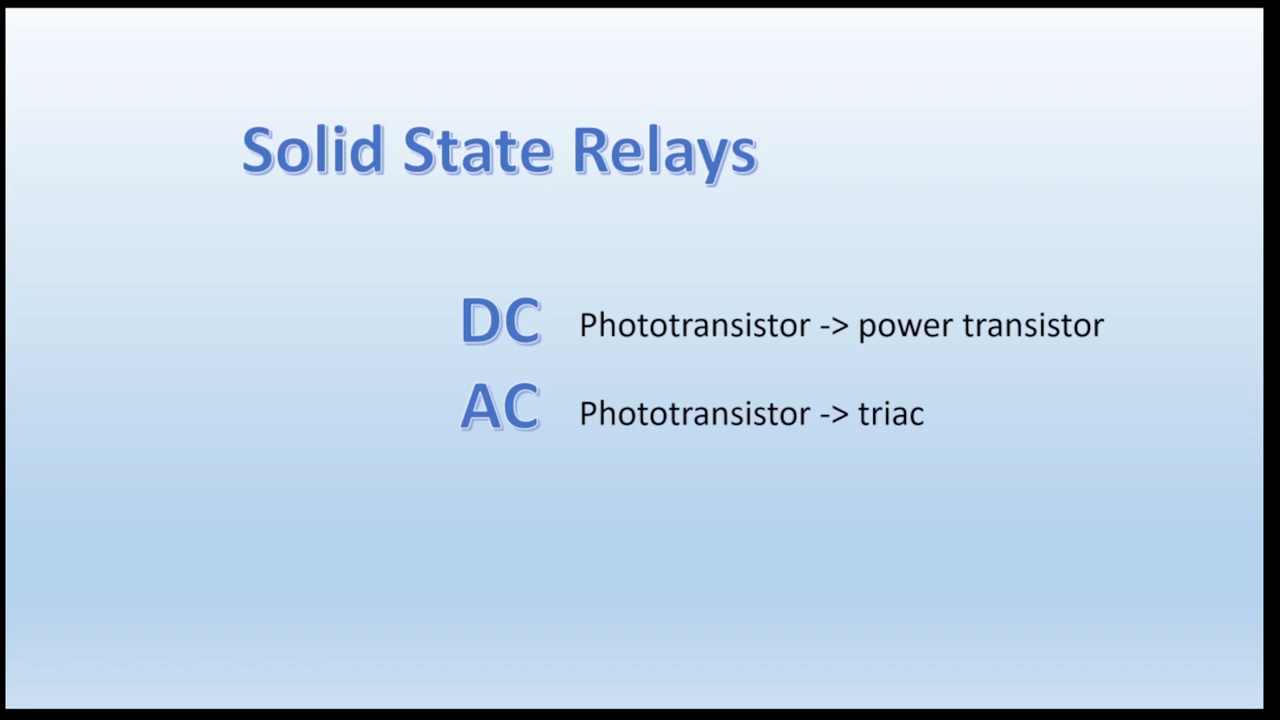 Solid State Relays
DC Phototransistor -> power transistor
AC Phototransistor -> triac